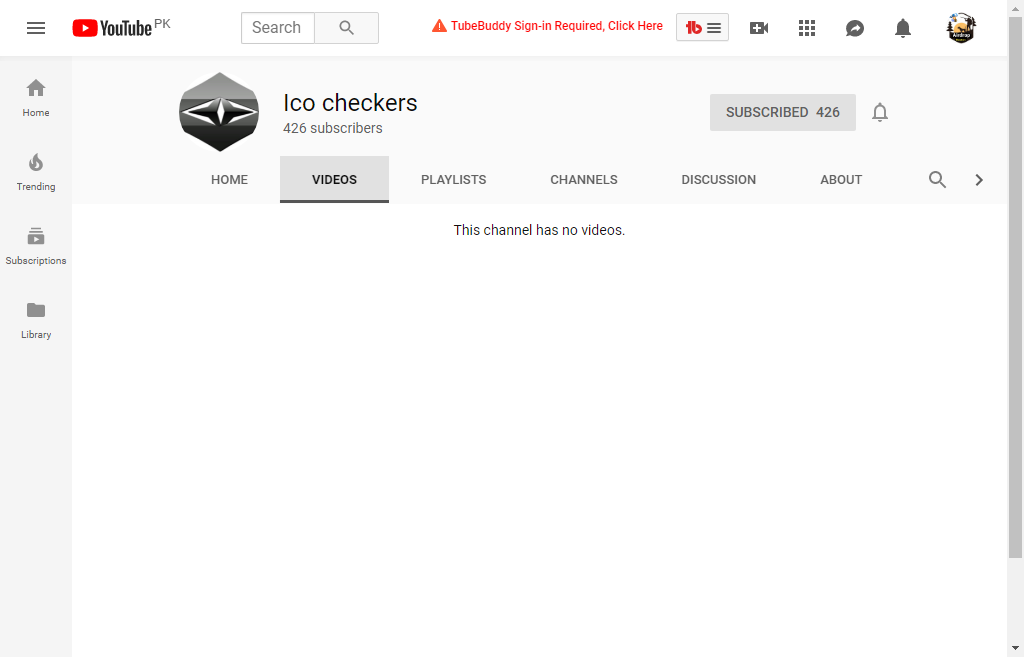 YouTube PK
Search
TubeBuddy Sign-in Required, Click Here
tb
Airdrop
Home
Trending
Subscriptions
Library
Ico checkers
426 subscribers
SUBSCRIBED 426
HOME
VIDEOS
PLAYLISTS
CHANNELS
DISCUSSION
ABOUT
This channel has no videos.